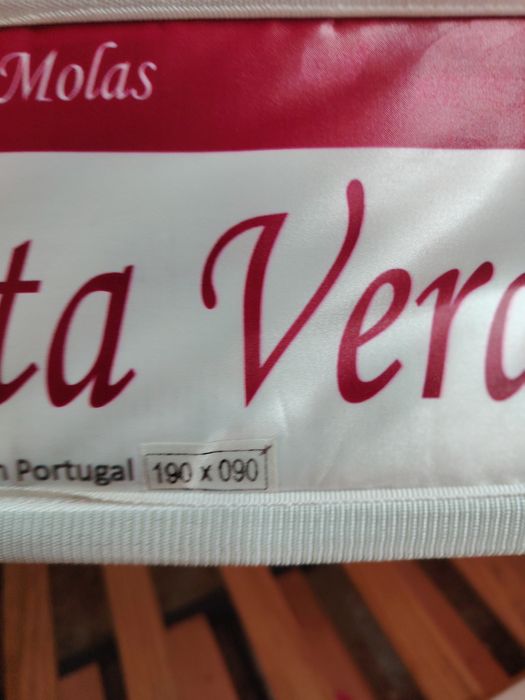 Molas
ta Verd
n Portugal 190 x 090